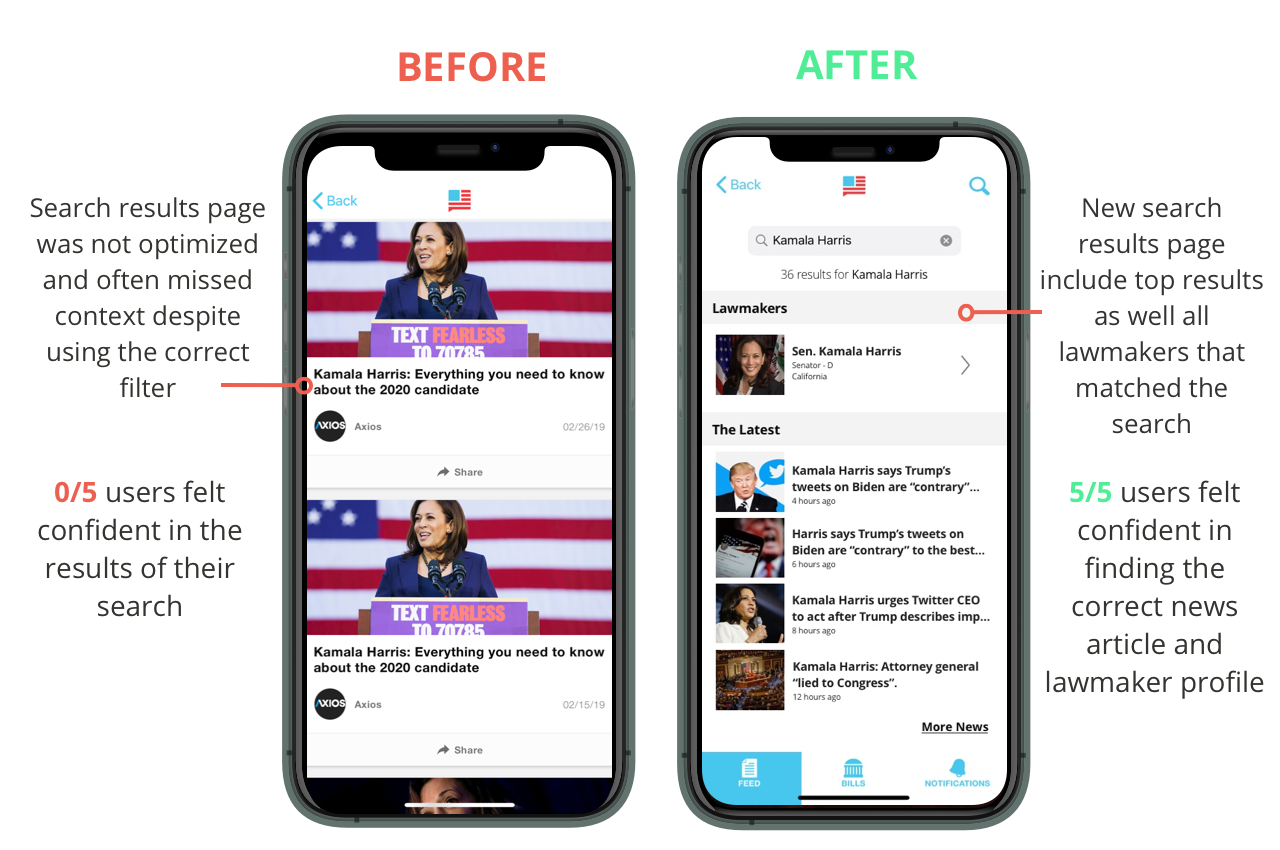 BEFORE
AFTER
Search results page
was not optimized
and often missed
context despite
using the correct
filter
0/5 users felt
confident in the
results of their
search
Back
TEXT FEARLESS
TO 70785
Kamala Harris: Everything you need to know
about the 2020 candidate
AXIOS
Axios
02/26/19
Share
TEXT FEARLESS
TO 70785
Kamala Harris: Everything you need to know
about the 2020 candidate
AXIOS
Axios
02/15/19
Share
Back
Kamala Harris
36 results for Kamala Harris
Lawmakers
Sen. Kamala Harris
Senator - D
California
The Latest
Kamala Harris says Trump's
tweets on Biden are “contrary”...
4 hours ago
Harris says Trump's tweets on
Biden are “contrary” to the best...
6 hours ago
Kamala Harris urges Twitter CEO
to act after Trump describes imp...
8 hours ago
Kamala Harris: Attorney general
“lied to Congress”.
12 hours ago
More News
FEED
BILLS
NOTIFICATIONS
New search
results page
include top results
as well all
lawmakers that
matched the
search
5/5 users felt
confident in
finding the
correct news
article and
lawmaker profile